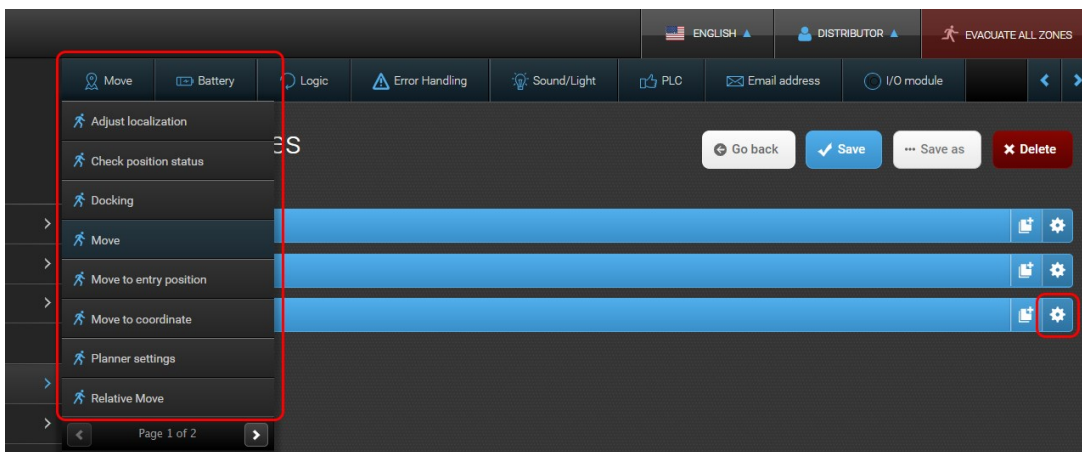 ENGLISH DISTRIBUTOR EVACUATE ALL ZONES
Move Battery Logic Error Handling Sound/Light PLC Email address I/O module
Adjust localization
es
Go back Save Save as Delete
Check position status
Docking
Move
Move to entry position
Move to coordinate
Planner settings
Relative Move
Page 1 of 2